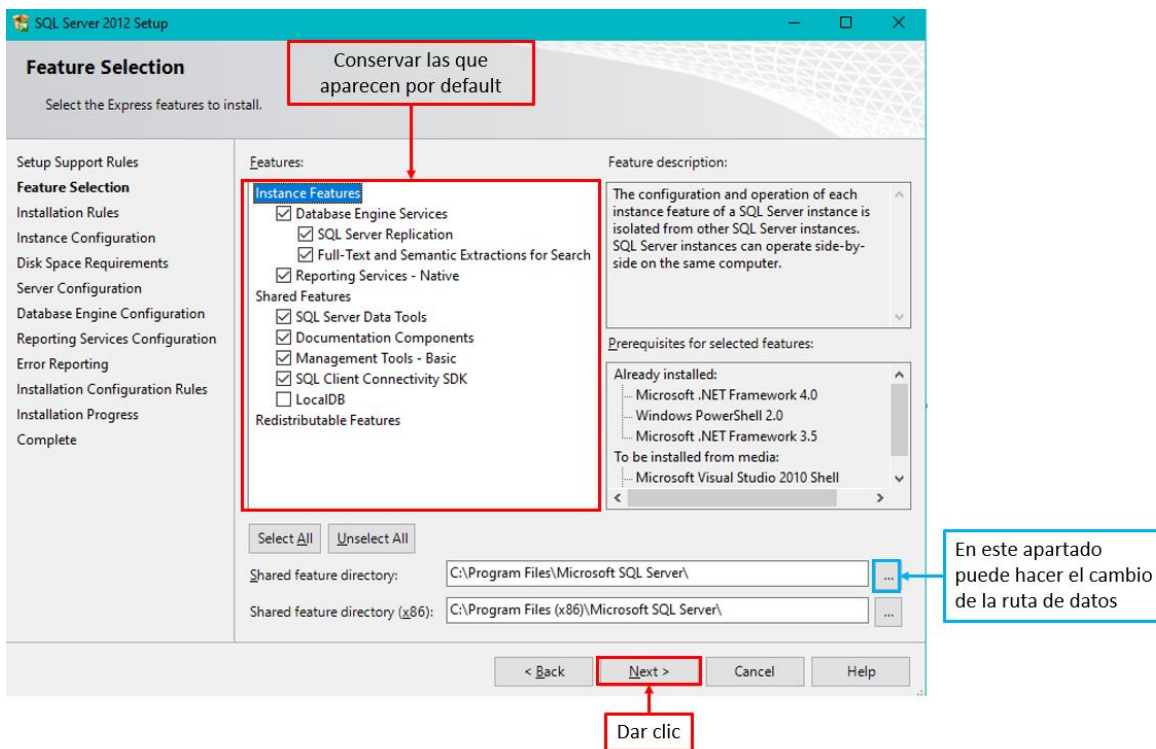 SQL Server 2012 Setup
Feature Selection
Select the Express features to install.
Conservar las que
aparecen por default
Setup Support Rules
Feature Selection
Installation Rules
Instance Configuration
Disk Space Requirements
Server Configuration
Database Engine Configuration
Reporting Services Configuration
Error Reporting
Installation Configuration Rules
Installation Progress
Complete
Features:
Instance Features
Database Engine Services
SQL Server Replication
Full-Text and Semantic Extractions for Search
Reporting Services - Native
Shared Features
SQL Server Data Tools
Documentation Components
Management Tools - Basic
SQL Client Connectivity SDK
LocalDB
Redistributable Features
Feature description:
The configuration and operation of each
instance feature of a SQL Server instance is
isolated from other SQL Server instances.
SQL Server instances can operate side-by-
side on the same computer.
Prerequisites for selected features:
Already installed:
Microsoft .NET Framework 4.0
Windows PowerShell 2.0
Microsoft .NET Framework 3.5
To be installed from media:
Microsoft Visual Studio 2010 Shell
Select All
Unselect All
Shared feature directory:
C:\Program Files\Microsoft SQL Server\
...
Shared feature directory (x86):
C:\Program Files (x86)\Microsoft SQL Server\
...
En este apartado
puede hacer el cambio
de la ruta de datos
< Back
Next >
Cancel
Help
Dar clic